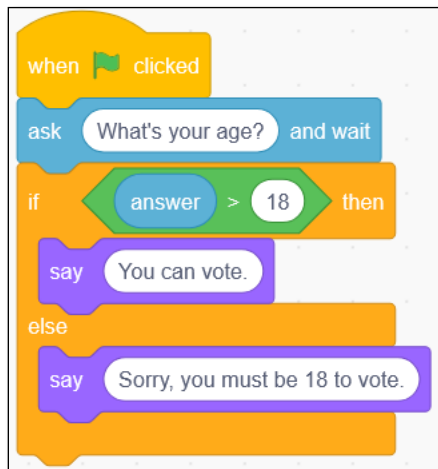 when clicked
ask What's your age? and wait
if answer > 18 then
say You can vote.
else
say Sorry, you must be 18 to vote.